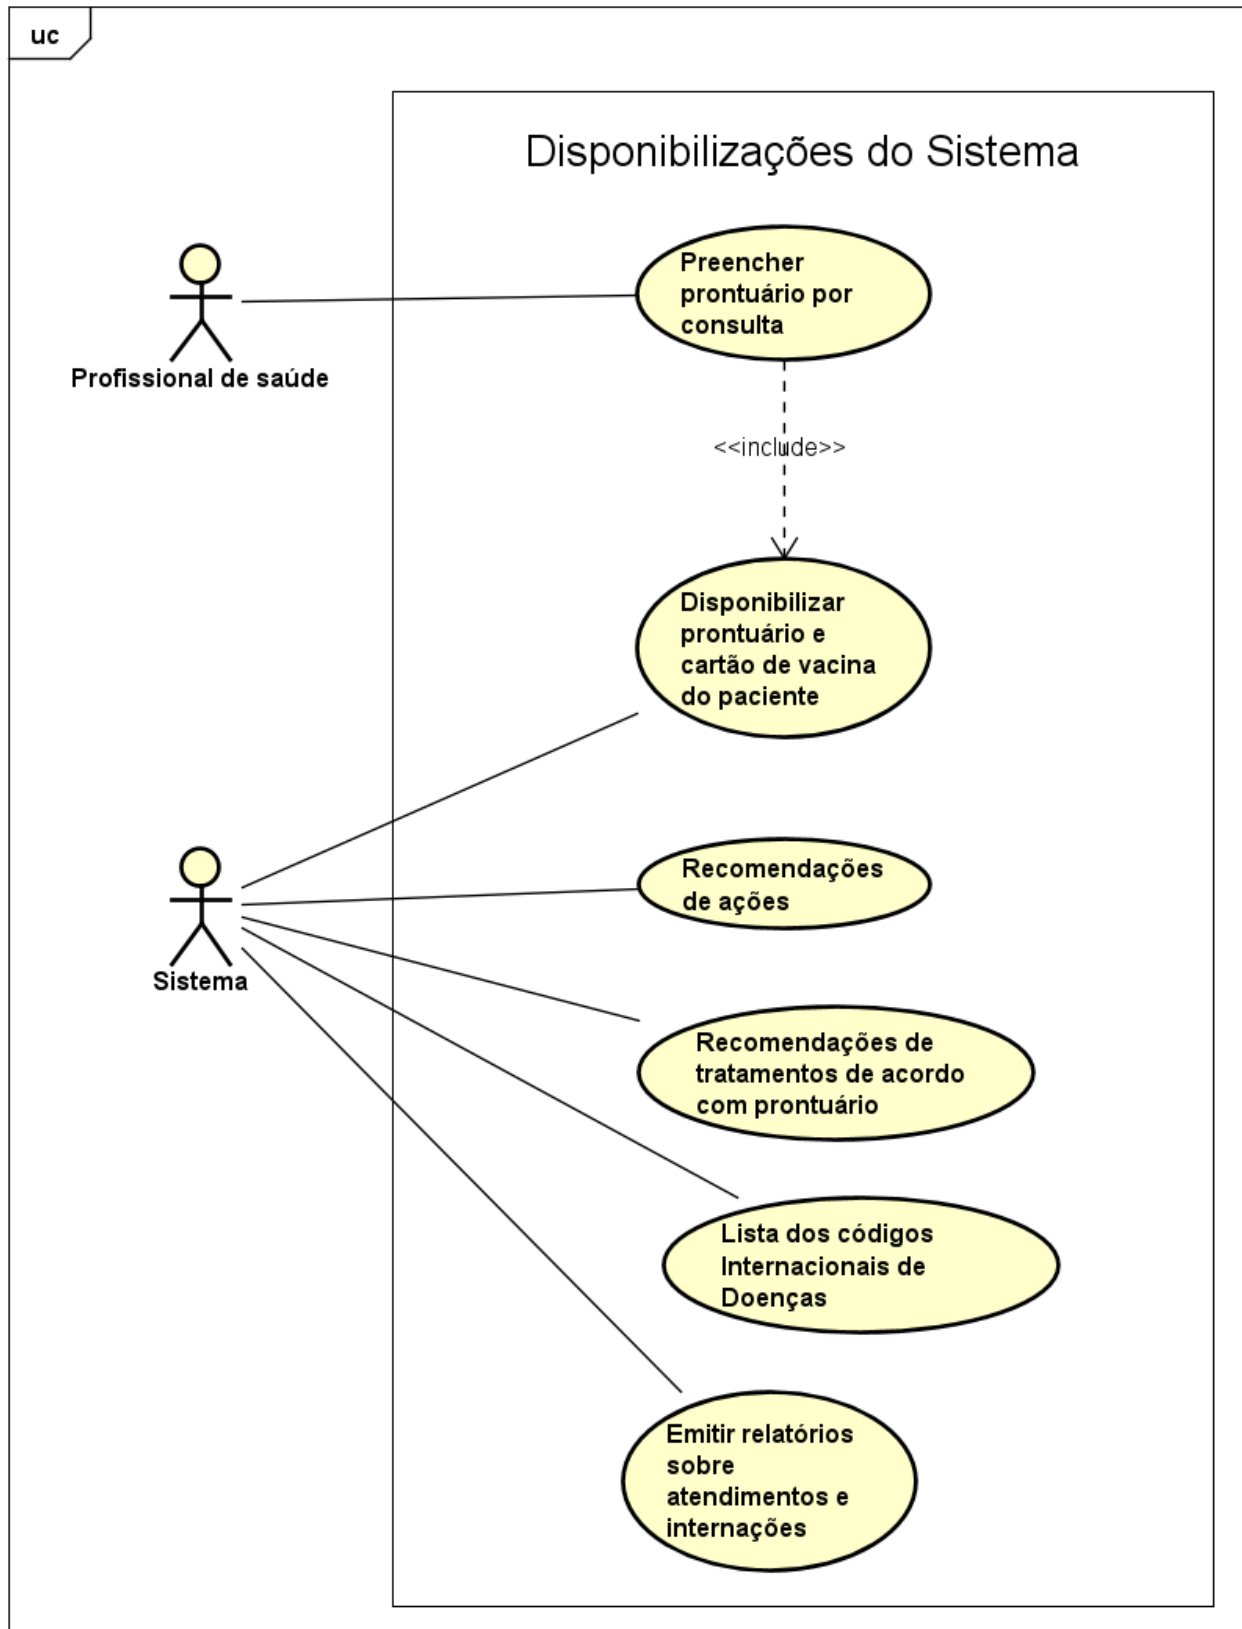 uc
Disponibilizações do Sistema
Preencher
prontuário por
consulta
Profissional de saúde
<<include>>
Disponibilizar
prontuário e
cartão de vacina
do paciente
Recomendações
de ações
Sistema
Recomendações de
tratamentos de acordo
com prontuário
Lista dos códigos
Internacionais de
Doenças
Emitir relatórios
sobre
atendimentos e
internações